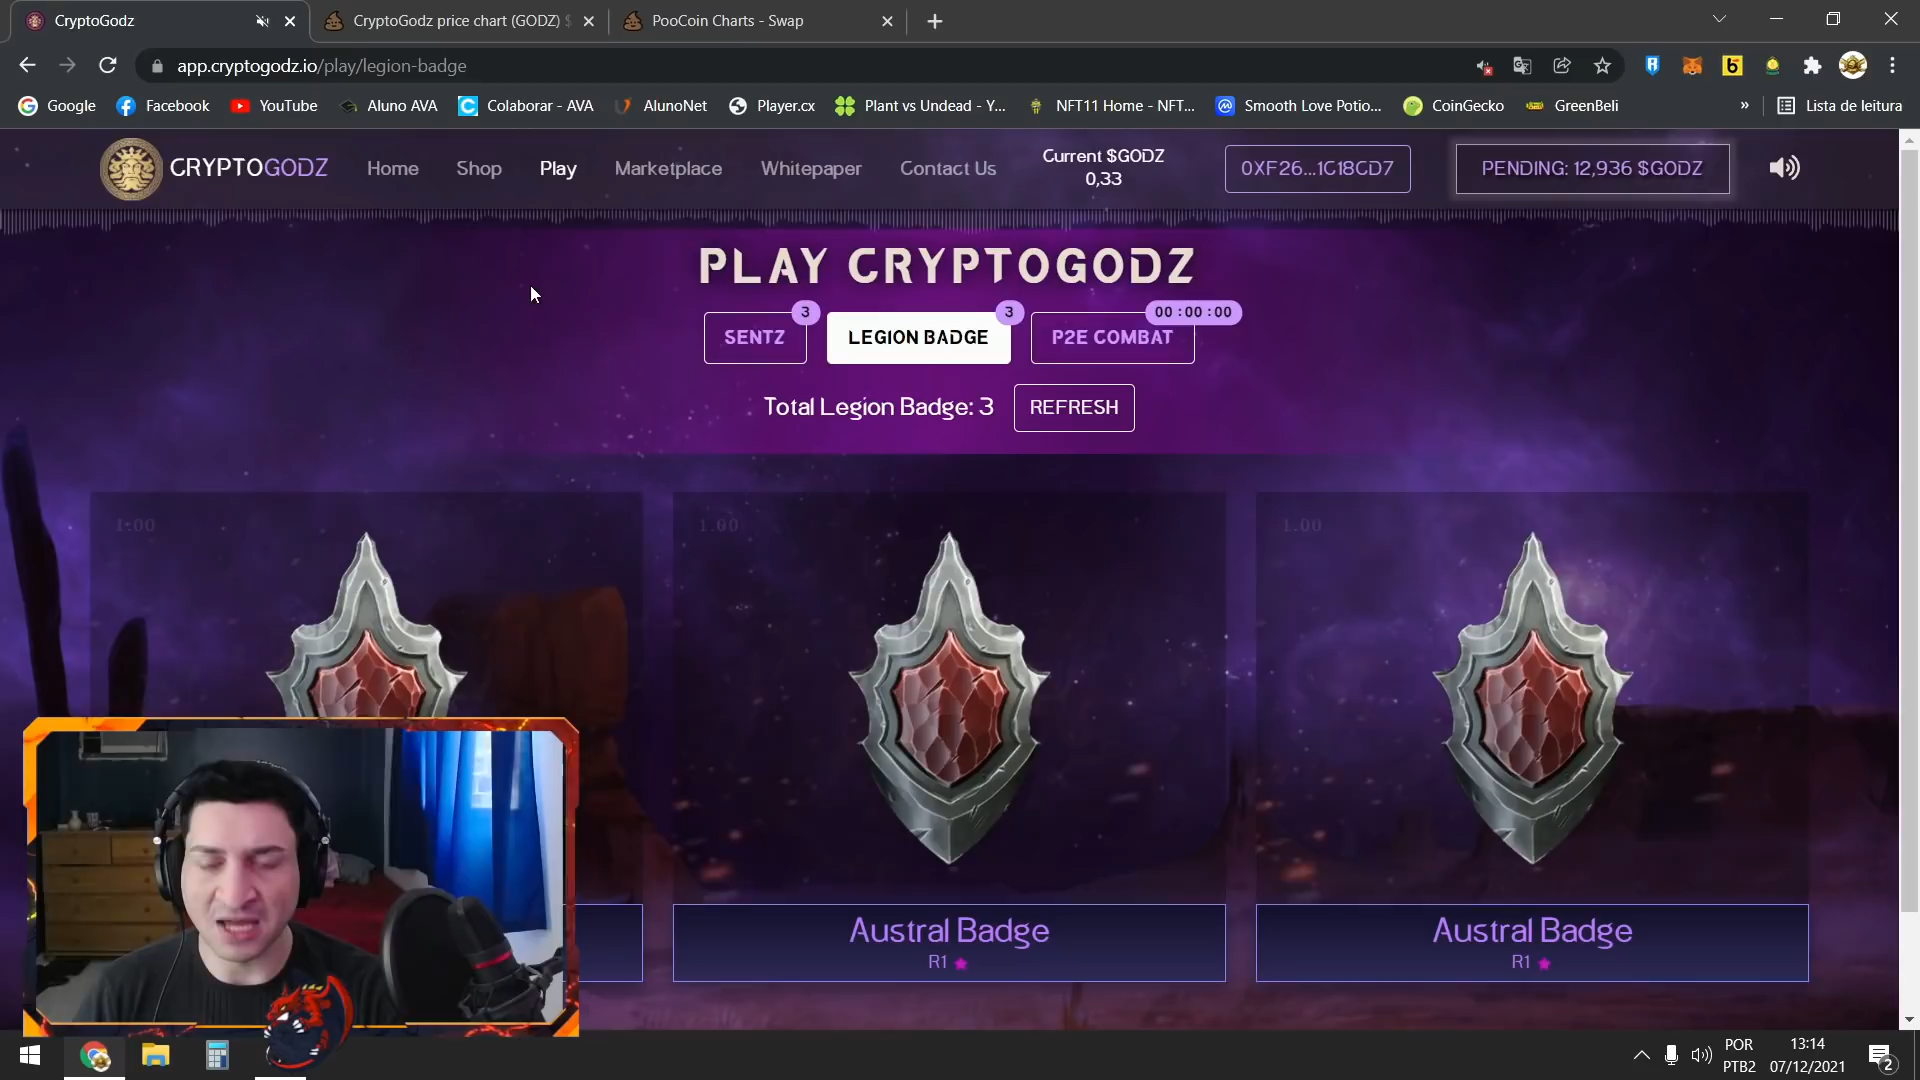 CryptoGodz
CryptoGodz price chart (GODZ) $
PooCoin Charts - Swap
app.cryptogodz.io/play/legion-badge
Google
Facebook
YouTube
Aluno AVA
Colaborar - AVA
AlunoNet
Player.cx
Plant vs Undead - Y...
NFT11 Home - NFT...
Smooth Love Potio...
CoinGecko
GreenBeli
»
Lista de leitura
CRYPTOGODZ
Home
Shop
Play
Marketplace
Whitepaper
Contact Us
Current $GODZ
0,33
0XF26...1C18CD7
PENDING: 12,936 $GODZ
PLAY CRYPTOGODZ
SENTZ
3
LEGION BADGE
3
P2E COMBAT
00:00:00
Total Legion Badge: 3
REFRESH
1.00
1.00
1.00
Austral Badge
R1
Austral Badge
R1
POR
PTB2
13:14
07/12/2021
2